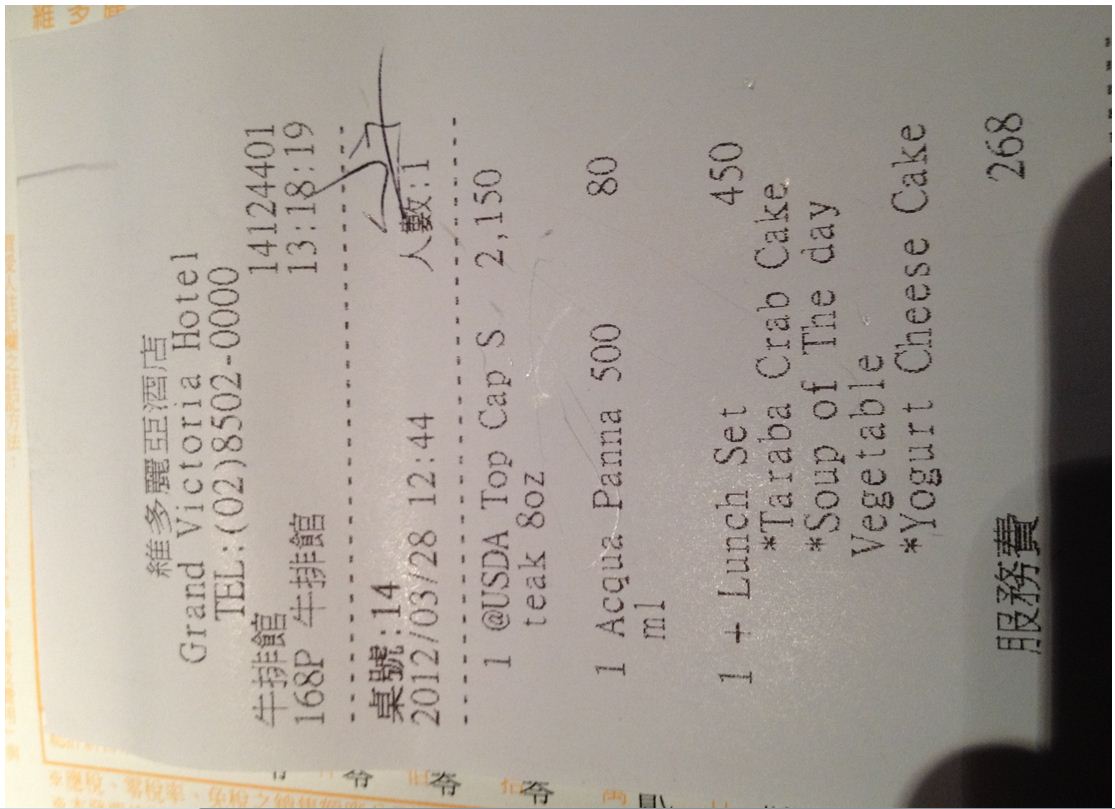 維多麗亞酒店
Grand Victoria Hotel
TEL:(02)8502-0000
牛排館 14124401
168P 牛排館 13:18:19
桌號:14 人數:1
2012/03/28 12:44
1 @USDA Top Cap S 2,150
teak 8oz
1 Acqua Panna 500 80
ml
1 + Lunch Set 450
*Taraba Crab Cake
*Soup of The day
Vegetable
*Yogurt Cheese Cake
服務費 268